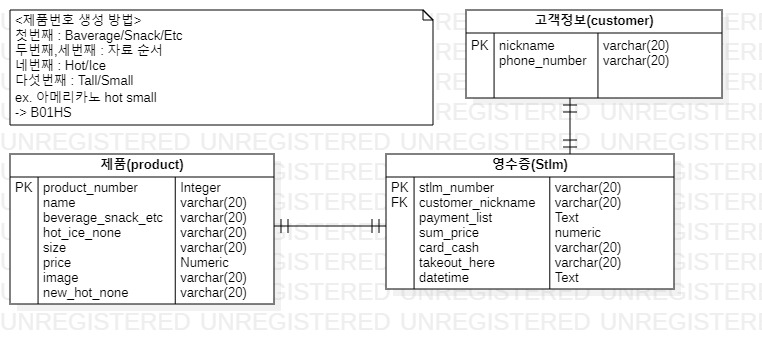 <제품번호 생성 방법>
첫번째 : Baverage/Snack/Etc
두번째,세번째 : 자료 순서
네번째 : Hot/Ice
다섯번째 : Tall/Small
ex. 아메리카노 hot small
-> B01HS
고객정보(customer)
PK nickname varchar(20)
phone_number varchar(20)
제품(product)
PK product_number Integer
name varchar(20)
beverage_snack_etc varchar(20)
hot_ice_none varchar(20)
size varchar(20)
price Numeric
image varchar(20)
new_hot_none varchar(20)
영수증(Stlm)
PK stlm_number varchar(20)
FK customer_nickname varchar(20)
payment_list Text
sum_price numeric
card_cash varchar(20)
takeout_here varchar(20)
datetime Text
UNREGISTERED UNREGISTERED UNREGISTERED UNREGISTERED